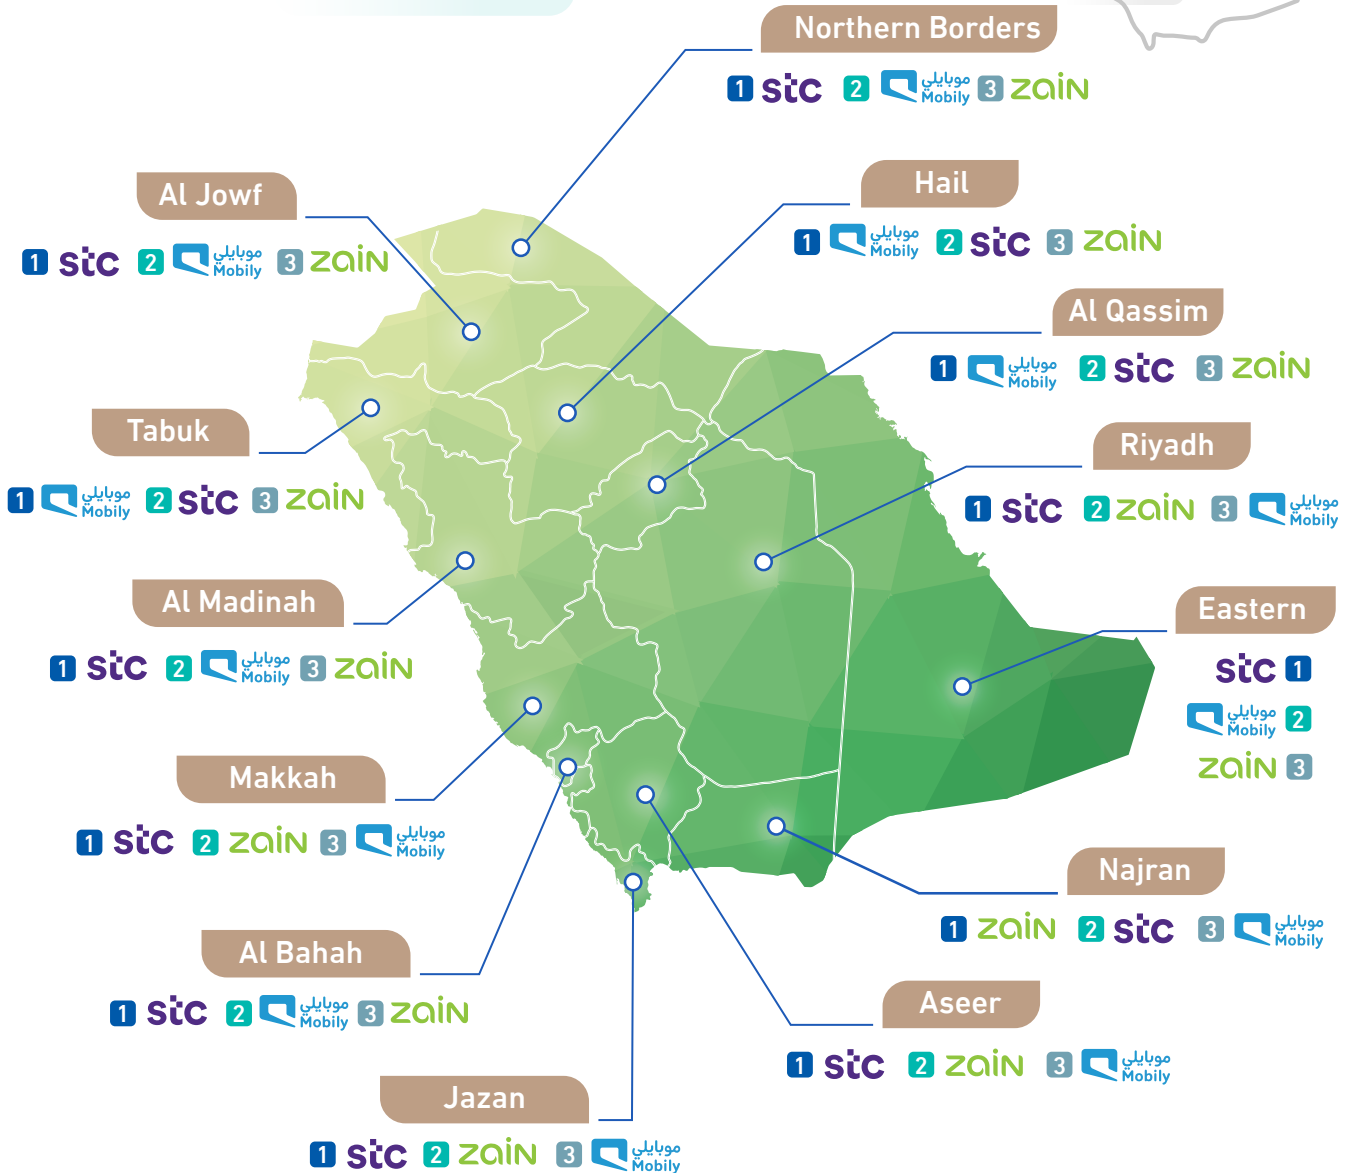 Northern Borders
1 stc 2 موبايلي Mobily 3 zain
Al Jowf
1 stc 2 موبايلي Mobily 3 zain
Hail
1 موبايلي Mobily 2 stc 3 zain
Al Qassim
1 موبايلي Mobily 2 stc 3 zain
Tabuk
1 موبايلي Mobily 2 stc 3 zain
Riyadh
1 stc 2 zain 3 موبايلي Mobily
Al Madinah
1 stc 2 موبايلي Mobily 3 zain
Eastern
stc 1
موبايلي Mobily 2
zain 3
Makkah
1 stc 2 zain 3 موبايلي Mobily
Najran
1 zain 2 stc 3 موبايلي Mobily
Al Bahah
1 stc 2 موبايلي Mobily 3 zain
Aseer
1 stc 2 zain 3 موبايلي Mobily
Jazan
1 stc 2 zain 3 موبايلي Mobily